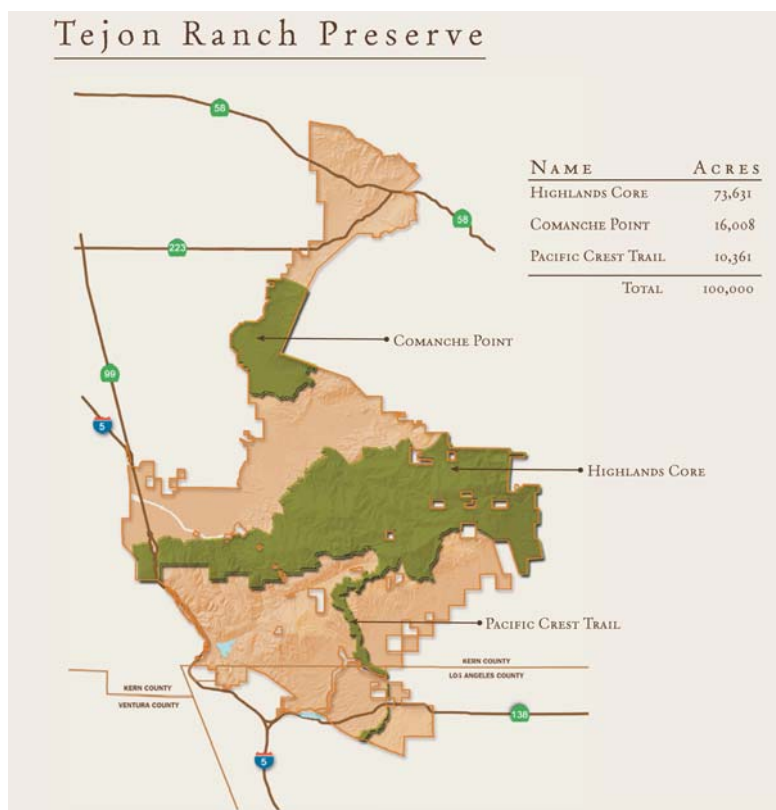 Tejon Ranch Preserve
58
NAME ACRES
HIGHLANDS CORE 73,631
COMANCHE POINT 16,008
PACIFIC CREST TRAIL 10,361
TOTAL 100,000
58
223
COMANCHE POINT
99
5
HIGHLANDS CORE
PACIFIC CREST TRAIL
KERN COUNTY
LOS ANGELES COUNTY
KERN COUNTY
VENTURA COUNTY
138
5